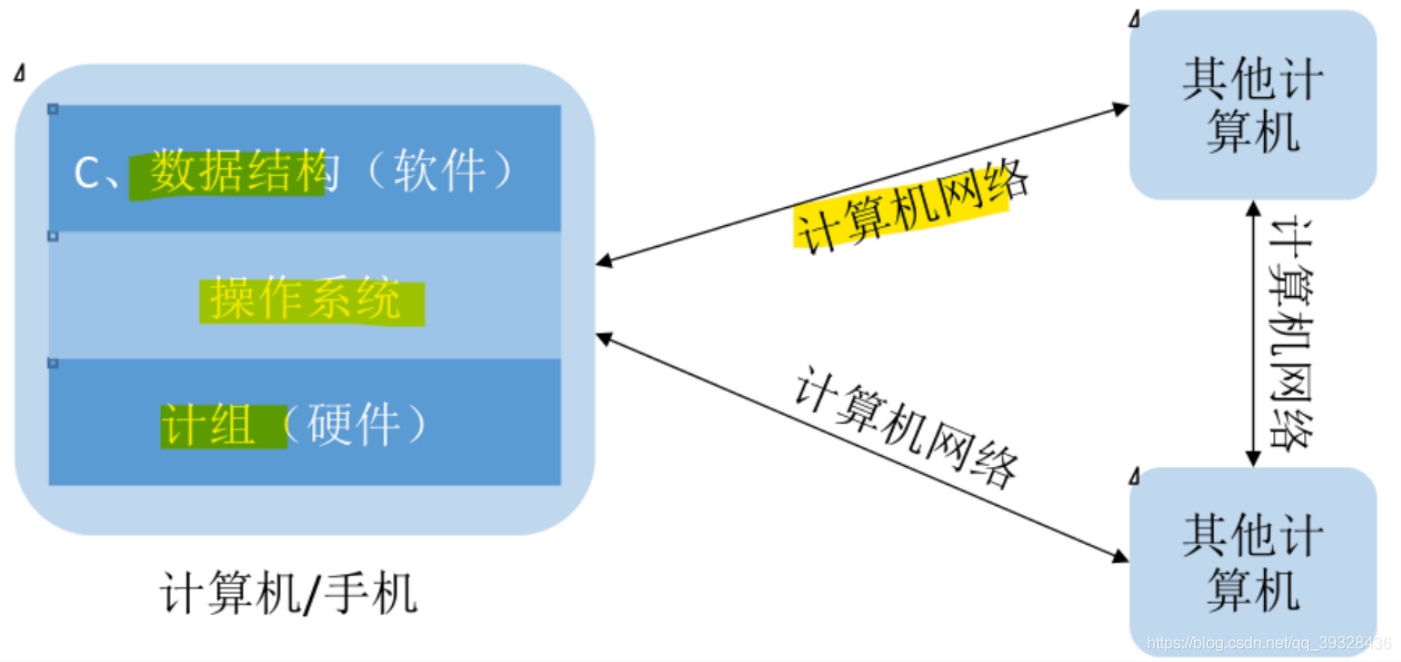 C、数据结构（软件）
操作系统
计组（硬件）
计算机/手机
计算机网络
计算机网络
其他计
算机
计算机网络
其他计
算机
https://blog.csdn.net/qq_39328436